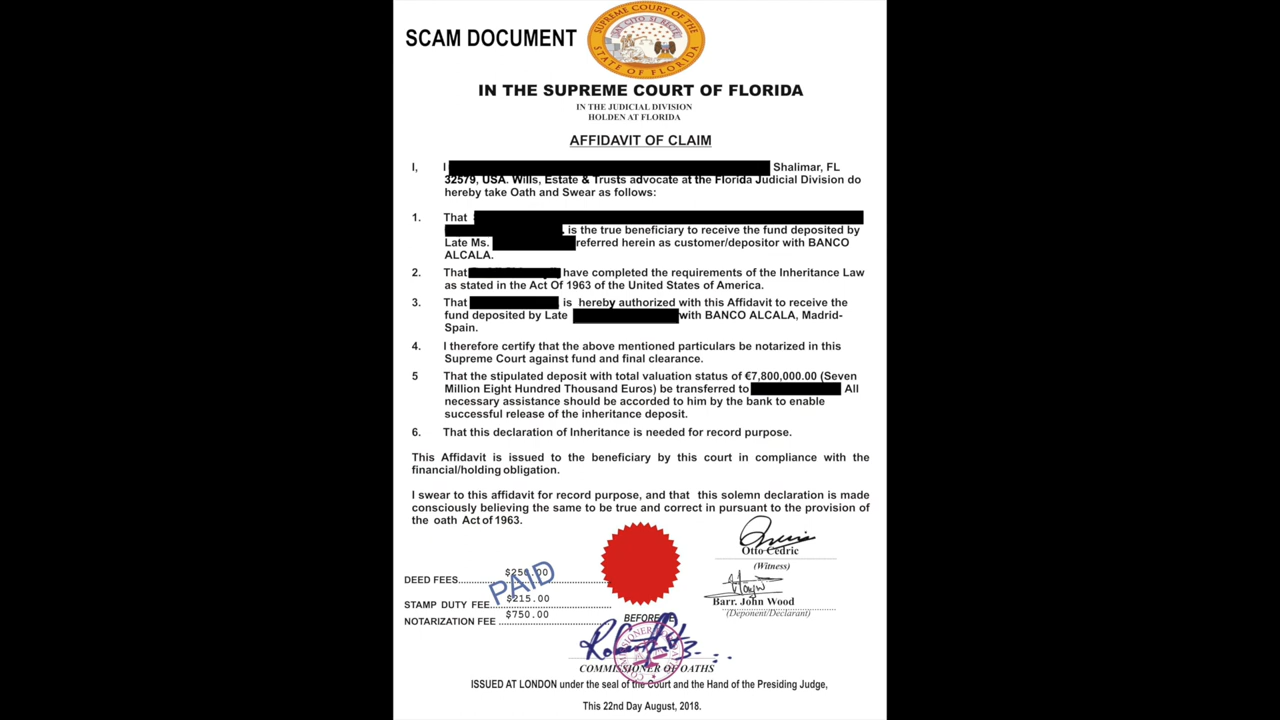 SCAM DOCUMENT
SUPREME COURT OF THE
STATE OF FLORIDA
IN THE SUPREME COURT OF FLORIDA
IN THE JUDICIAL DIVISION
HOLDEN AT FLORIDA
AFFIDAVIT OF CLAIM
I, I Shalimar, FL
32579, USA. Wills, Estate & Trusts advocate at the Florida Judicial Division do
hereby take Oath and Swear as follows:
1. That
, is the true beneficiary to receive the fund deposited by
Late Ms. referred herein as customer/depositor with BANCO
ALCALA.
2. That have completed the requirements of the Inheritance Law
as stated in the Act Of 1963 of the United States of America.
3. That is hereby authorized with this Affidavit to receive the
fund deposited by Late with BANCO ALCALA, Madrid-
Spain.
4. I therefore certify that the above mentioned particulars be notarized in this
Supreme Court against fund and final clearance.
5 That the stipulated deposit with total valuation status of €7,800,000.00 (Seven
Million Eight Hundred Thousand Euros) be transferred to All
necessary assistance should be accorded to him by the bank to enable
successful release of the inheritance deposit.
6. That this declaration of Inheritance is needed for record purpose.
This Affidavit is issued to the beneficiary by this court in compliance with the
financial/holding obligation.
I swear to this affidavit for record purpose, and that this solemn declaration is made
consciously believing the same to be true and correct in pursuant to the provision of
the oath Act of 1963.
Otto Cedric
(Witness)
DEED FEES $250.00
PAID
STAMP DUTY FEE $215.00
Barr. John Wood
(Deponent/Declarant)
NOTARIZATION FEE $750.00
BEFORE
COMMISSIONER OF OATHS
ISSUED AT LONDON under the seal of the Court and the Hand of the Presiding Judge,
This 22nd Day August, 2018.